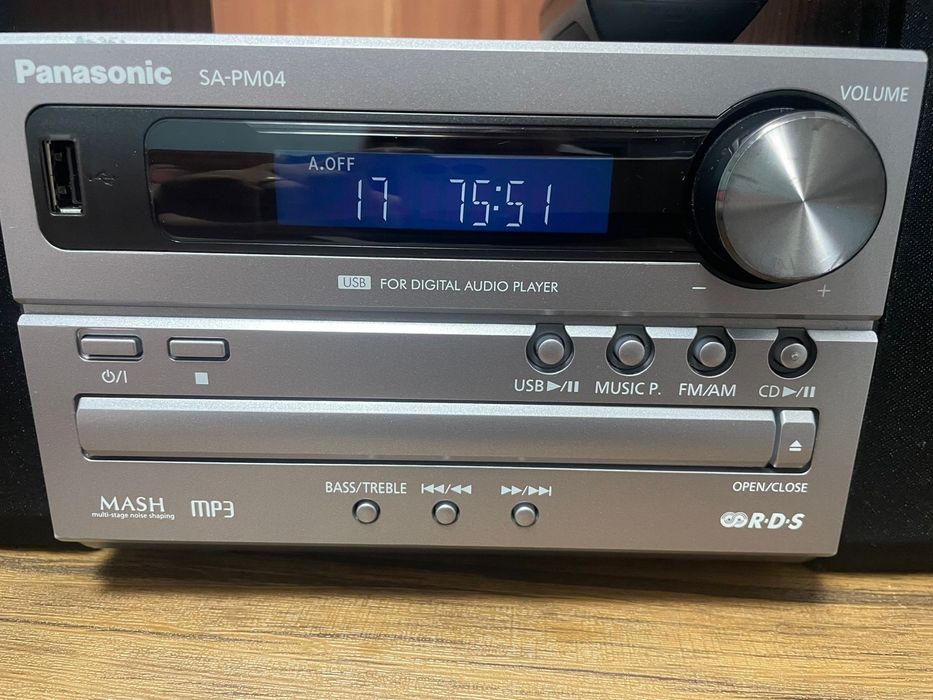 Panasonic SA-PM04
VOLUME
A.OFF
17 75:51
USB FOR DIGITAL AUDIO PLAYER
− +
⏻/I ■
USB ▶/II MUSIC P. FM/AM CD ▶/II
OPEN/CLOSE
BASS/TREBLE |◀◀/◀◀ ▶▶/▶▶|
MASH
multi-stage noise shaping
MP3
R·D·S